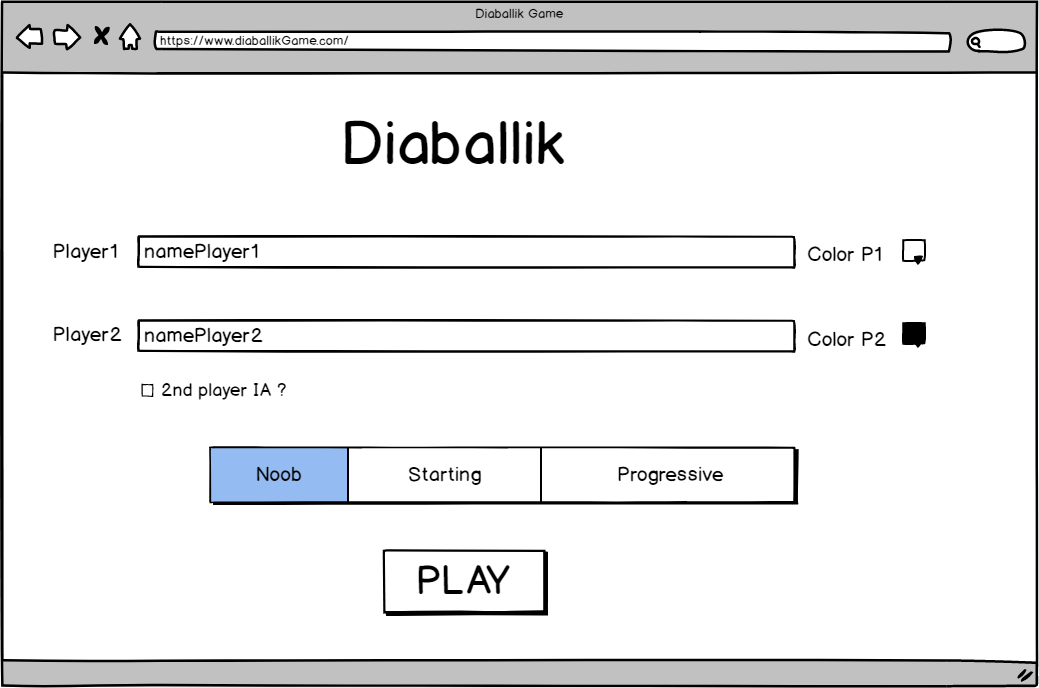 Diaballik Game
https://www.diaballikGame.com/
Diaballik
Player1 namePlayer1 Color P1
Player2 namePlayer2 Color P2
2nd player IA ?
Noob Starting Progressive
PLAY